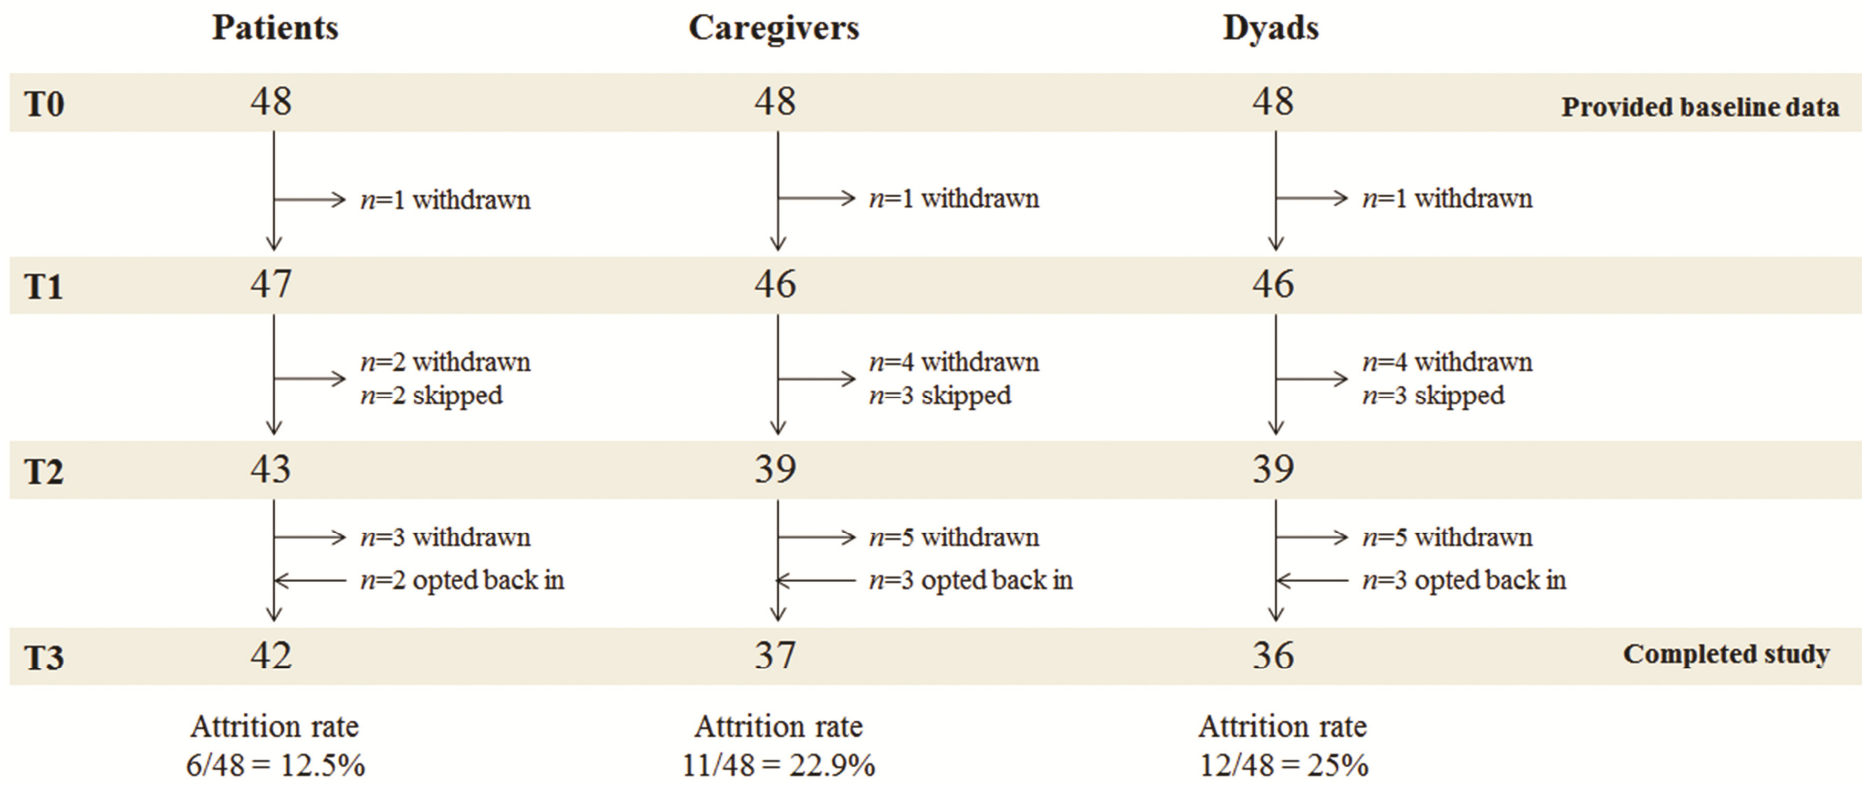 Patients Caregivers Dyads
T0 48 48 48 Provided baseline data
n=1 withdrawn n=1 withdrawn n=1 withdrawn
T1 47 46 46
n=2 withdrawn n=4 withdrawn n=4 withdrawn
n=2 skipped n=3 skipped n=3 skipped
T2 43 39 39
n=3 withdrawn n=5 withdrawn n=5 withdrawn
n=2 opted back in n=3 opted back in n=3 opted back in
T3 42 37 36 Completed study
Attrition rate Attrition rate Attrition rate
6/48 = 12.5% 11/48 = 22.9% 12/48 = 25%